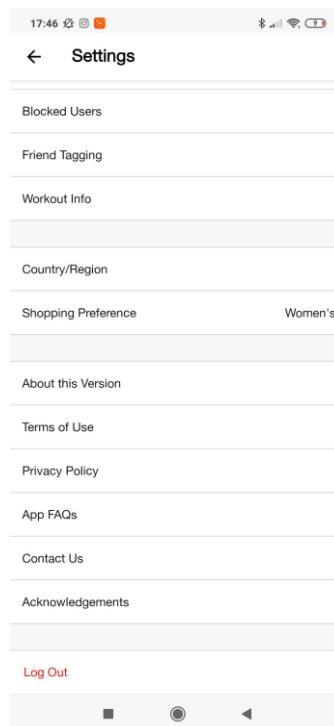 17:46
Settings
Blocked Users
Friend Tagging
Workout Info
Country/Region
Shopping Preference Women's
About this Version
Terms of Use
Privacy Policy
App FAQs
Contact Us
Acknowledgements
Log Out